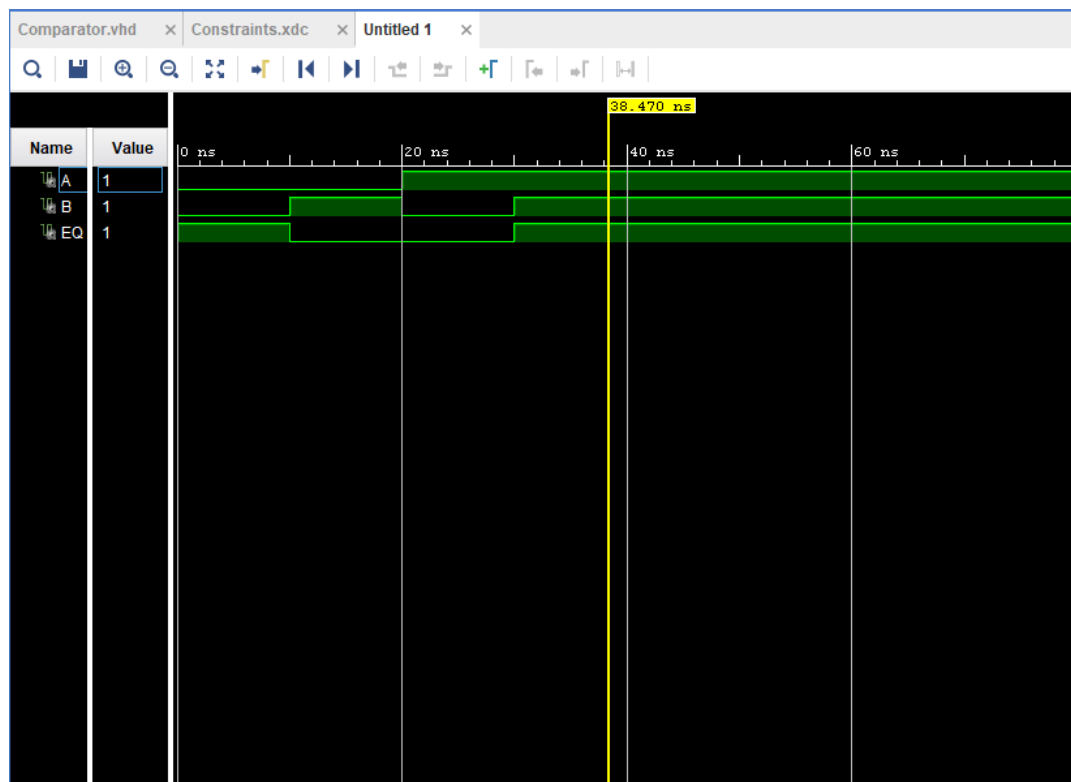 Comparator.vhd × Constraints.xdc × Untitled 1 ×
38.470 ns
Name Value 0 ns 20 ns 40 ns 60 ns
A 1
B 1
EQ 1